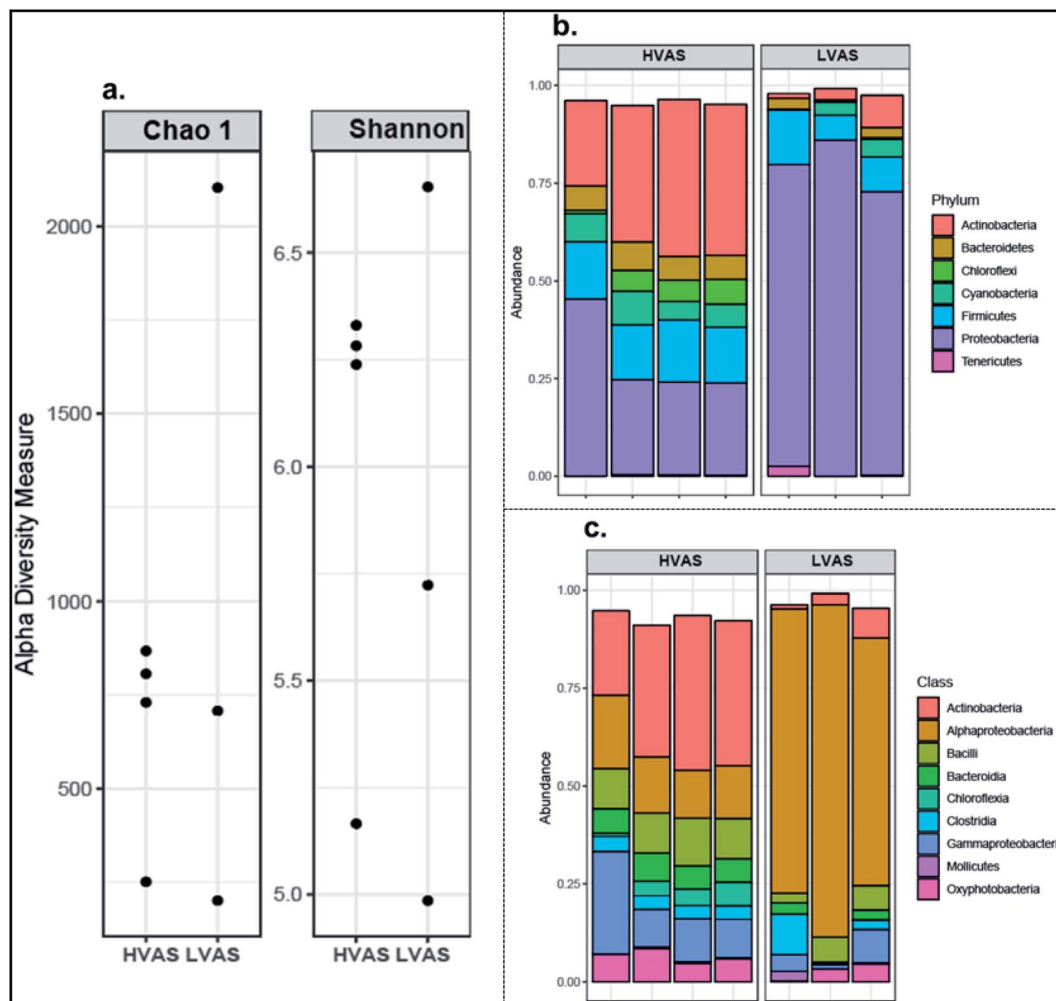 a.
Chao 1
Shannon
Alpha Diversity Measure
2000
1500
1000
500
6.5
6.0
5.5
5.0
HVAS LVAS
HVAS LVAS
b.
HVAS
LVAS
Abundance
1.00
0.75
0.50
0.25
0.00
Phylum
Actinobacteria
Bacteroidetes
Chloroflexi
Cyanobacteria
Firmicutes
Proteobacteria
Tenericutes
c.
HVAS
LVAS
Abundance
1.00
0.75
0.50
0.25
0.00
Class
Actinobacteria
Alphaproteobacteria
Bacilli
Bacteroidia
Chloroflexia
Clostridia
Gammaproteobacteri
Mollicutes
Oxyphotobacteria